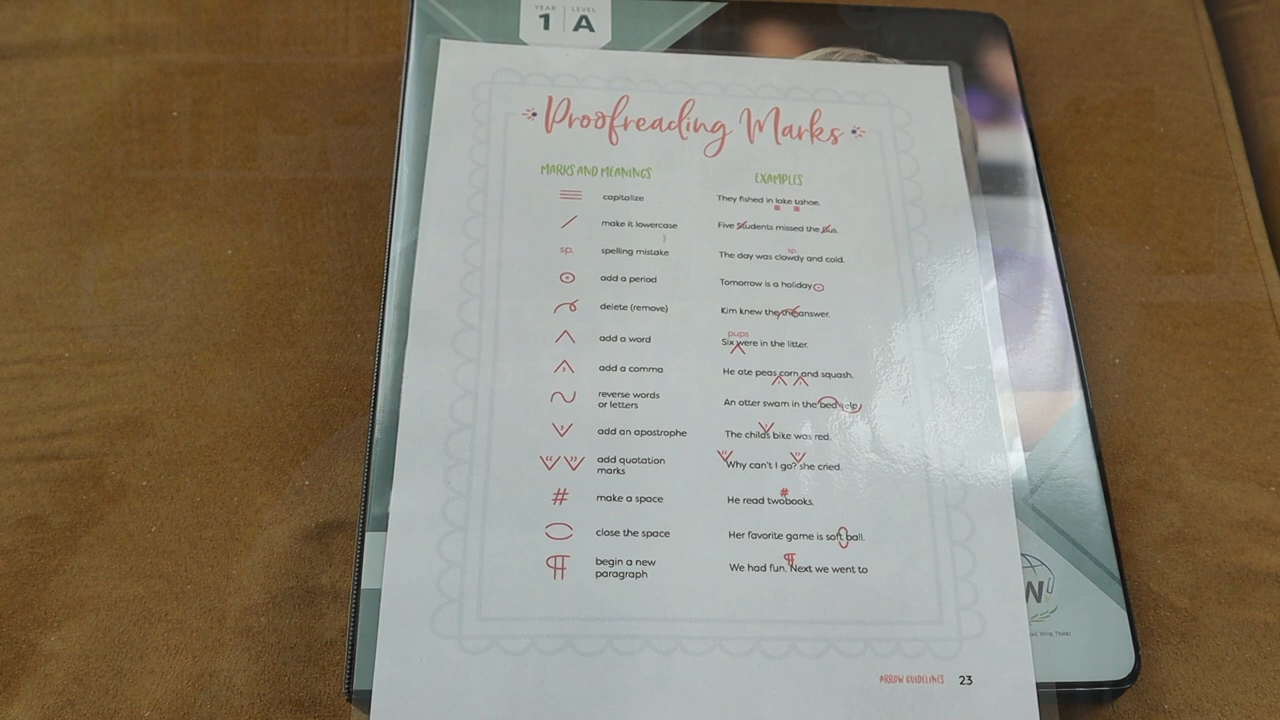 YEAR LEVEL
1 A
Proofreading Marks
MARKS AND MEANINGS EXAMPLES
capitalize They fished in lake tahoe.
make it lowercase Five Students missed the Bus.
sp. spelling mistake The day was clowdy and cold.
sp.
add a period Tomorrow is a holiday
delete (remove) Kim knew the the answer.
pups
add a word Six were in the litter.
add a comma He ate peas corn and squash.
reverse words
or letters An otter swam in the bed kelp.
add an apostrophe The childs bike was red.
add quotation
marks Why can't I go? she cried.
# make a space He read twobooks.
#
close the space Her favorite game is soft ball.
¶ begin a new
paragraph We had fun. Next we went to
¶
ARROW GUIDELINES 23
W
Write. Think!